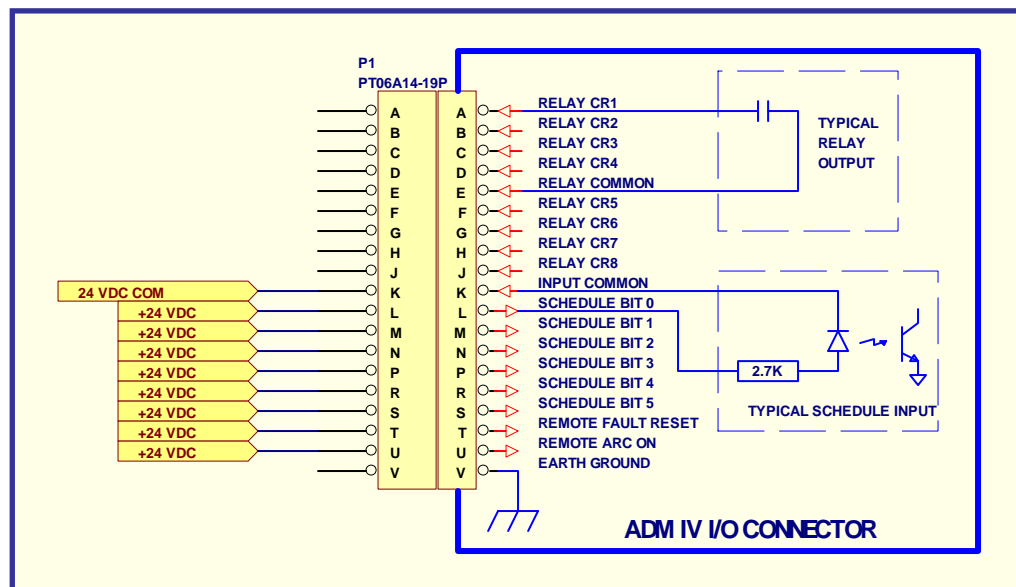 P1
PT06A14-19P
A A RELAY CR1
B B RELAY CR2
C C RELAY CR3
D D RELAY CR4
E E RELAY COMMON
F F RELAY CR5
G G RELAY CR6
H H RELAY CR7
J J RELAY CR8
24 VDC COM K K INPUT COMMON
+24 VDC L L SCHEDULE BIT 0
+24 VDC M M SCHEDULE BIT 1
+24 VDC N N SCHEDULE BIT 2
+24 VDC P P SCHEDULE BIT 3
+24 VDC R R SCHEDULE BIT 4
+24 VDC S S SCHEDULE BIT 5
+24 VDC T T REMOTE FAULT RESET
+24 VDC U U REMOTE ARC ON
V V EARTH GROUND
TYPICAL
RELAY
OUTPUT
2.7K
TYPICAL SCHEDULE INPUT
ADM IV I/O CONNECTOR